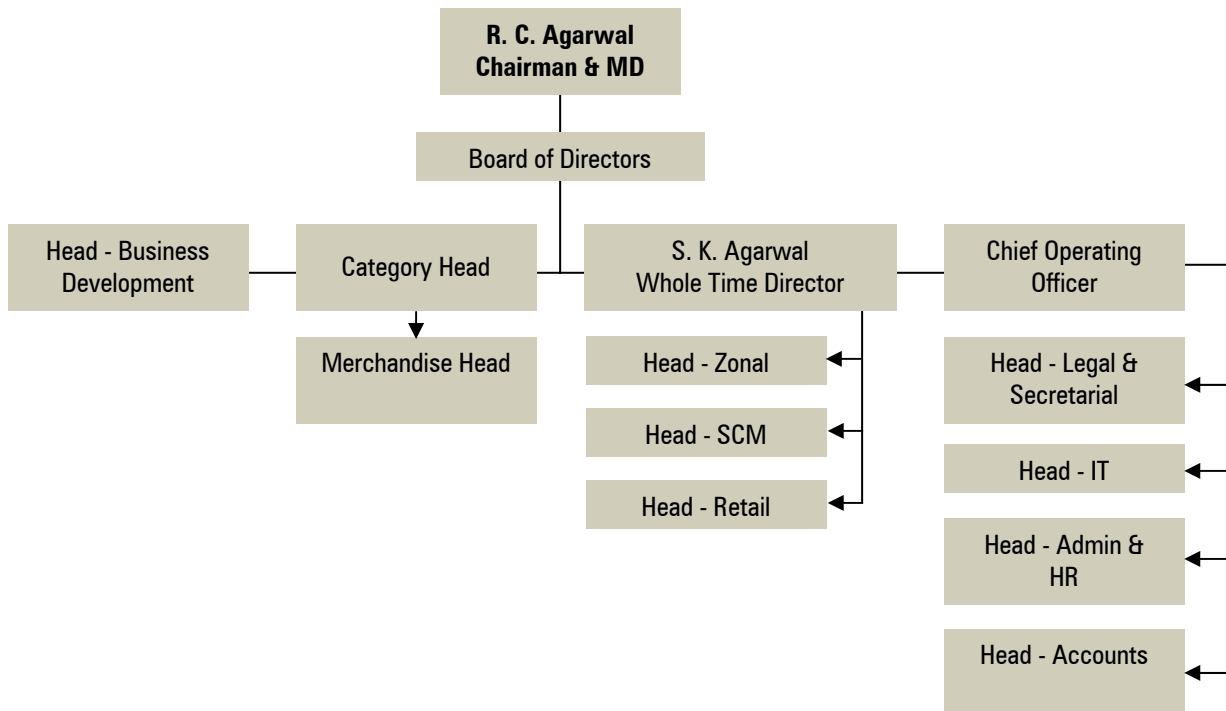 R. C. Agarwal
Chairman & MD
Board of Directors
Head - Business
Development
Category Head
S. K. Agarwal
Whole Time Director
Chief Operating
Officer
Merchandise Head
Head - Zonal
Head - SCM
Head - Retail
Head - Legal &
Secretarial
Head - IT
Head - Admin &
HR
Head - Accounts